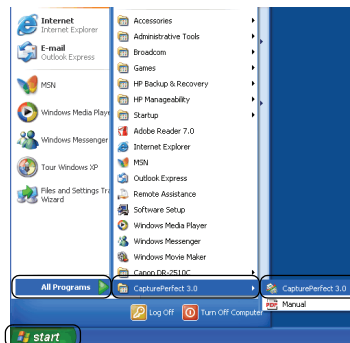 Internet
Internet Explorer
E-mail
Outlook Express
MSN
Windows Media Playe
Windows Messenger
Tour Windows XP
Files and Settings Tra
Wizard
All Programs
Accessories
Administrative Tools
Broadcom
Games
HP Backup & Recovery
HP Manageability
Startup
Adobe Reader 7.0
Internet Explorer
MSN
Outlook Express
Remote Assistance
Software Setup
Windows Media Player
Windows Messenger
Windows Movie Maker
Canon DR-2510C
CapturePerfect 3.0
CapturePerfect 3.0
PDF Manual
Log Off
Turn Off Computer
start